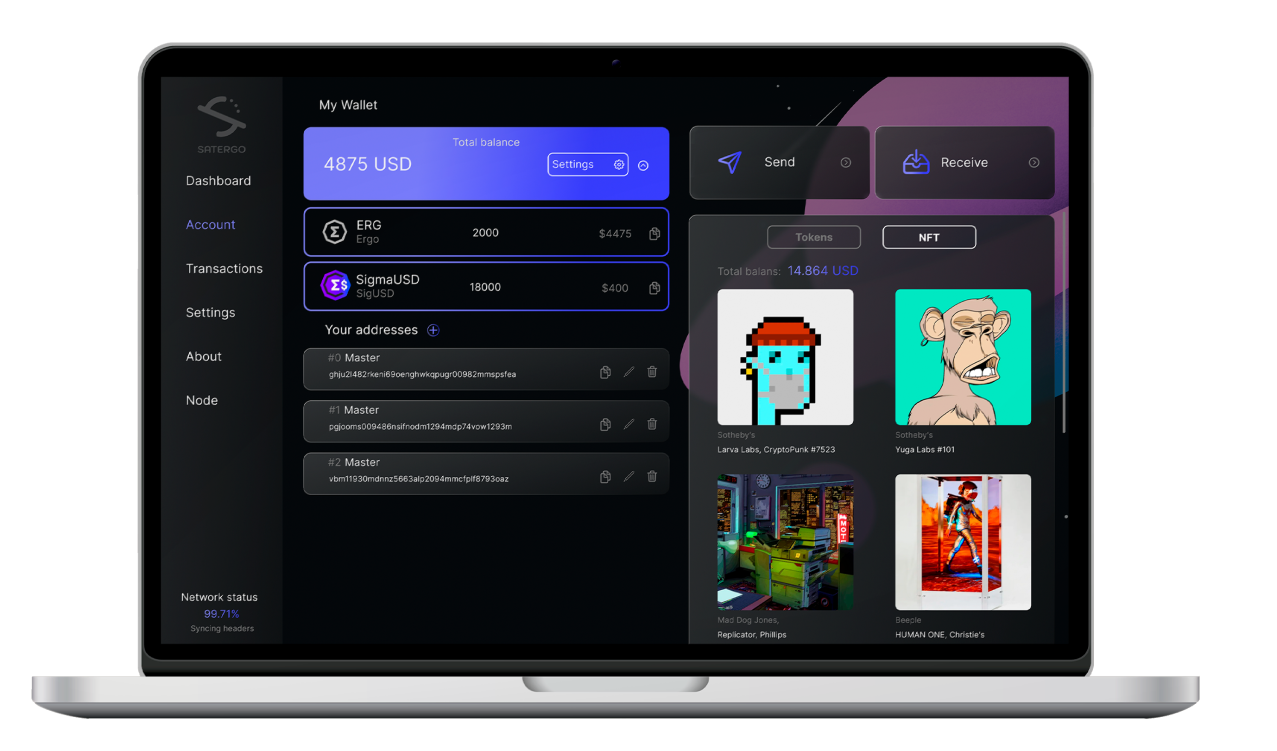 SATERGO
Dashboard
Account
Transactions
Settings
About
Node
Network status
99.71%
Syncing headers
My Wallet
Total balance
4875 USD
Settings
ERG
Ergo
2000
$4475
Σ$
SigmaUSD
SigUSD
18000
$400
Your addresses
#0 Master
ghju2l482rkeni69oenghwkqpugr00982mmspsfea
#1 Master
pgjooms009486nsifnodm1294mdp74vow1293m
#2 Master
vbm11930mdnnz5663alp2094mmcfplf8793oaz
Send
Receive
Tokens
NFT
Total balans: 14.864 USD
Sotheby's
Larva Labs, CryptoPunk #7523
Sotheby's
Yuga Labs #101
MOTI
Mad Dog Jones,
Replicator, Phillips
Beeple
HUMAN ONE, Christie's